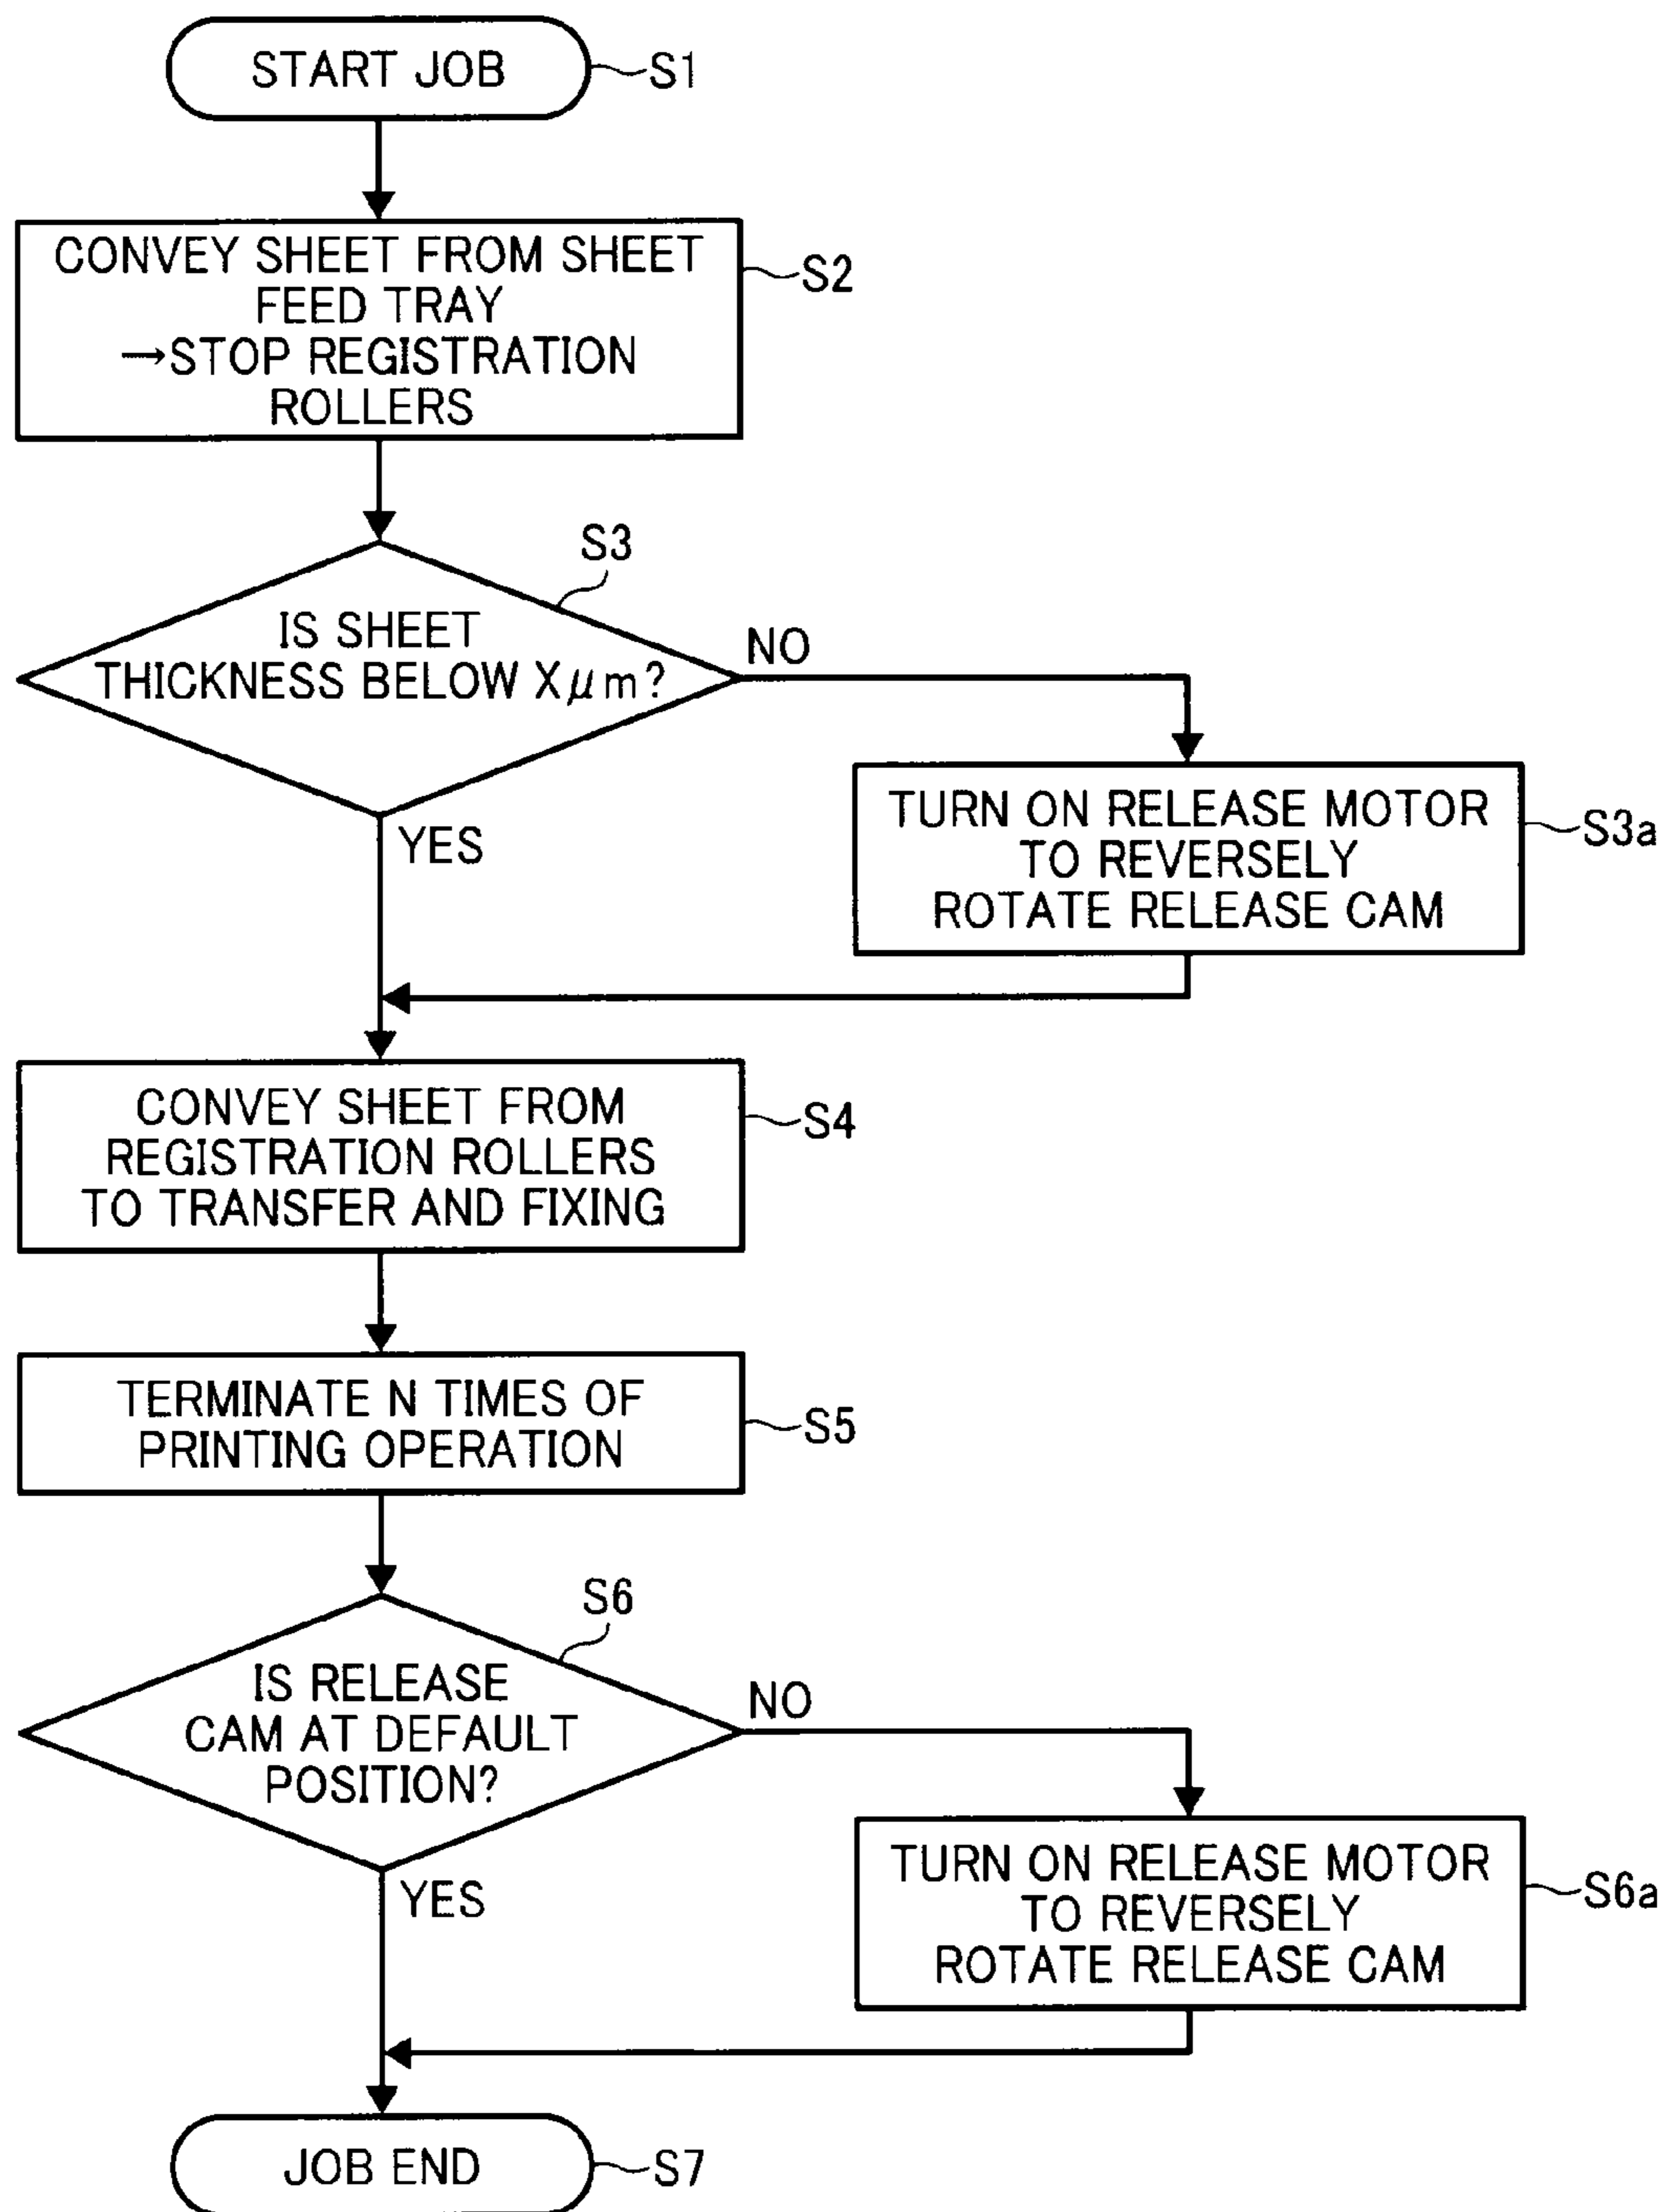 START JOB
S1
CONVEY SHEET FROM SHEET
FEED TRAY
→STOP REGISTRATION
ROLLERS
S2
S3
IS SHEET
THICKNESS BELOW Xμm?
NO
YES
TURN ON RELEASE MOTOR
TO REVERSELY
ROTATE RELEASE CAM
S3a
CONVEY SHEET FROM
REGISTRATION ROLLERS
TO TRANSFER AND FIXING
S4
TERMINATE N TIMES OF
PRINTING OPERATION
S5
S6
IS RELEASE
CAM AT DEFAULT
POSITION?
NO
YES
TURN ON RELEASE MOTOR
TO REVERSELY
ROTATE RELEASE CAM
S6a
JOB END
S7